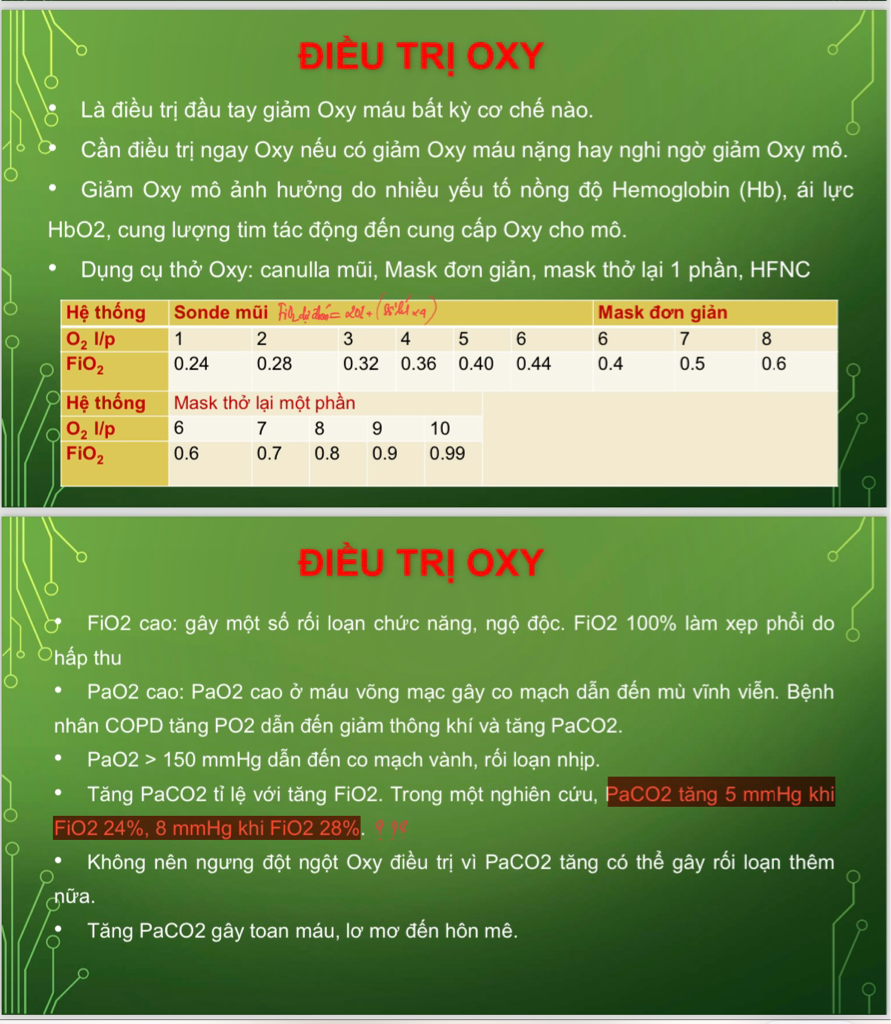 ĐIỀU TRỊ OXY
• Là điều trị đầu tay giảm Oxy máu bất kỳ cơ chế nào.
• Cần điều trị ngay Oxy nếu có giảm Oxy máu nặng hay nghi ngờ giảm Oxy mô.
• Giảm Oxy mô ảnh hưởng do nhiều yếu tố nồng độ Hemoglobin (Hb), ái lực
HbO2, cung lượng tim tác động đến cung cấp Oxy cho mô.
• Dụng cụ thở Oxy: canulla mũi, Mask đơn giản, mask thở lại 1 phần, HFNC
Hệ thống Sonde mũi Mask đơn giản
O2 l/p 1 2 3 4 5 6 6 7 8
FiO2 0.24 0.28 0.32 0.36 0.40 0.44 0.4 0.5 0.6
Hệ thống Mask thở lại một phần
O2 l/p 6 7 8 9 10
FiO2 0.6 0.7 0.8 0.9 0.99
ĐIỀU TRỊ OXY
• FiO2 cao: gây một số rối loạn chức năng, ngộ độc. FiO2 100% làm xẹp phổi do
hấp thu
• PaO2 cao: PaO2 cao ở máu võng mạc gây co mạch dẫn đến mù vĩnh viễn. Bệnh
nhân COPD tăng PO2 dẫn đến giảm thông khí và tăng PaCO2.
• PaO2 > 150 mmHg dẫn đến co mạch vành, rối loạn nhịp.
• Tăng PaCO2 tỉ lệ với tăng FiO2. Trong một nghiên cứu, PaCO2 tăng 5 mmHg khi
FiO2 24%, 8 mmHg khi FiO2 28%.
• Không nên ngưng đột ngột Oxy điều trị vì PaCO2 tăng có thể gây rối loạn thêm
nữa.
• Tăng PaCO2 gây toan máu, lơ mơ đến hôn mê.